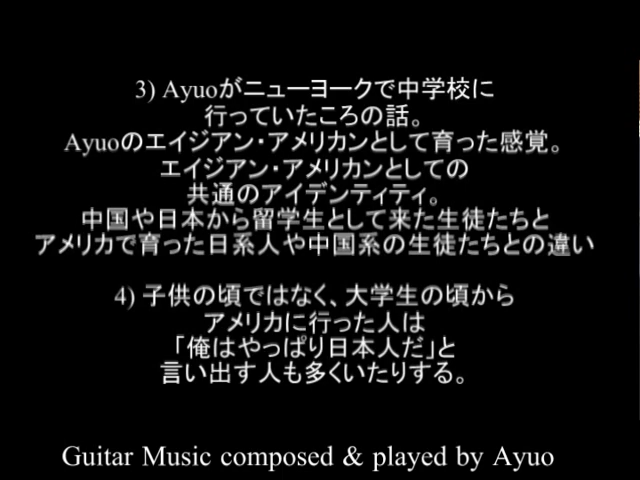 3) Ayuoがニューヨークで中学校に
行っていたころの話。
Ayuoのエイジアン・アメリカンとして育った感覚。
エイジアン・アメリカンとしての
共通のアイデンティティ。
中国や日本から留学生として来た生徒たちと
アメリカで育った日系人や中国系の生徒たちとの違い
4) 子供の頃ではなく、大学生の頃から
アメリカに行った人は
「俺はやっぱり日本人だ」と
言い出す人も多くいたりする。
Guitar Music composed & played by Ayuo